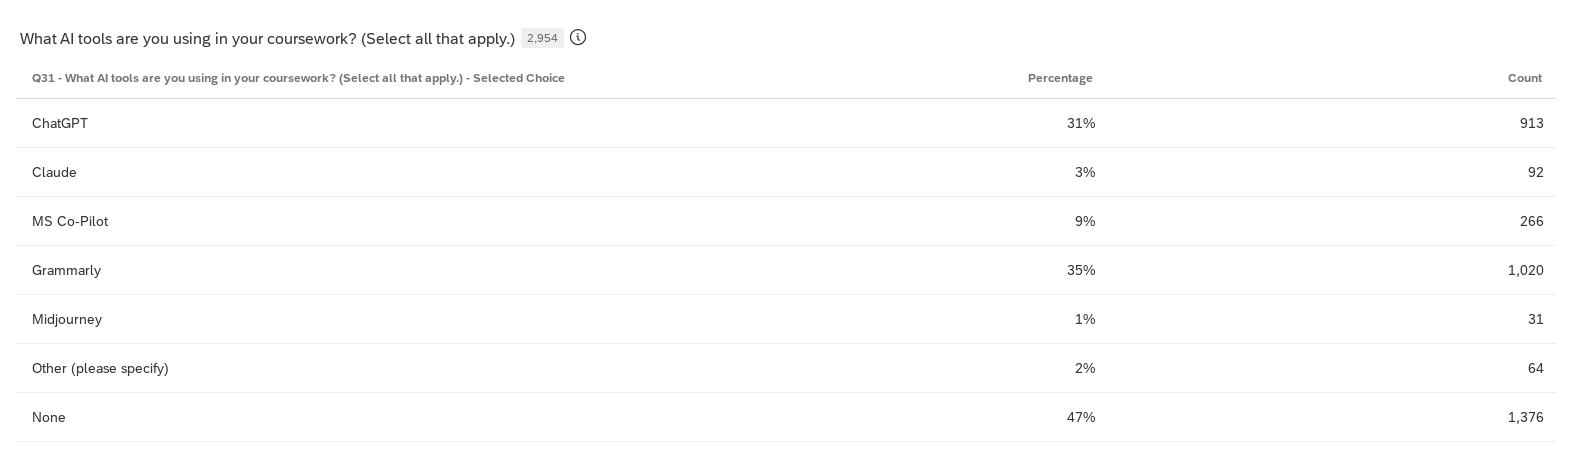 What AI tools are you using in your coursework? (Select all that apply.) 2,954
Q31 - What AI tools are you using in your coursework? (Select all that apply.) - Selected Choice Percentage Count
ChatGPT 31% 913
Claude 3% 92
MS Co-Pilot 9% 266
Grammarly 35% 1,020
Midjourney 1% 31
Other (please specify) 2% 64
None 47% 1,376